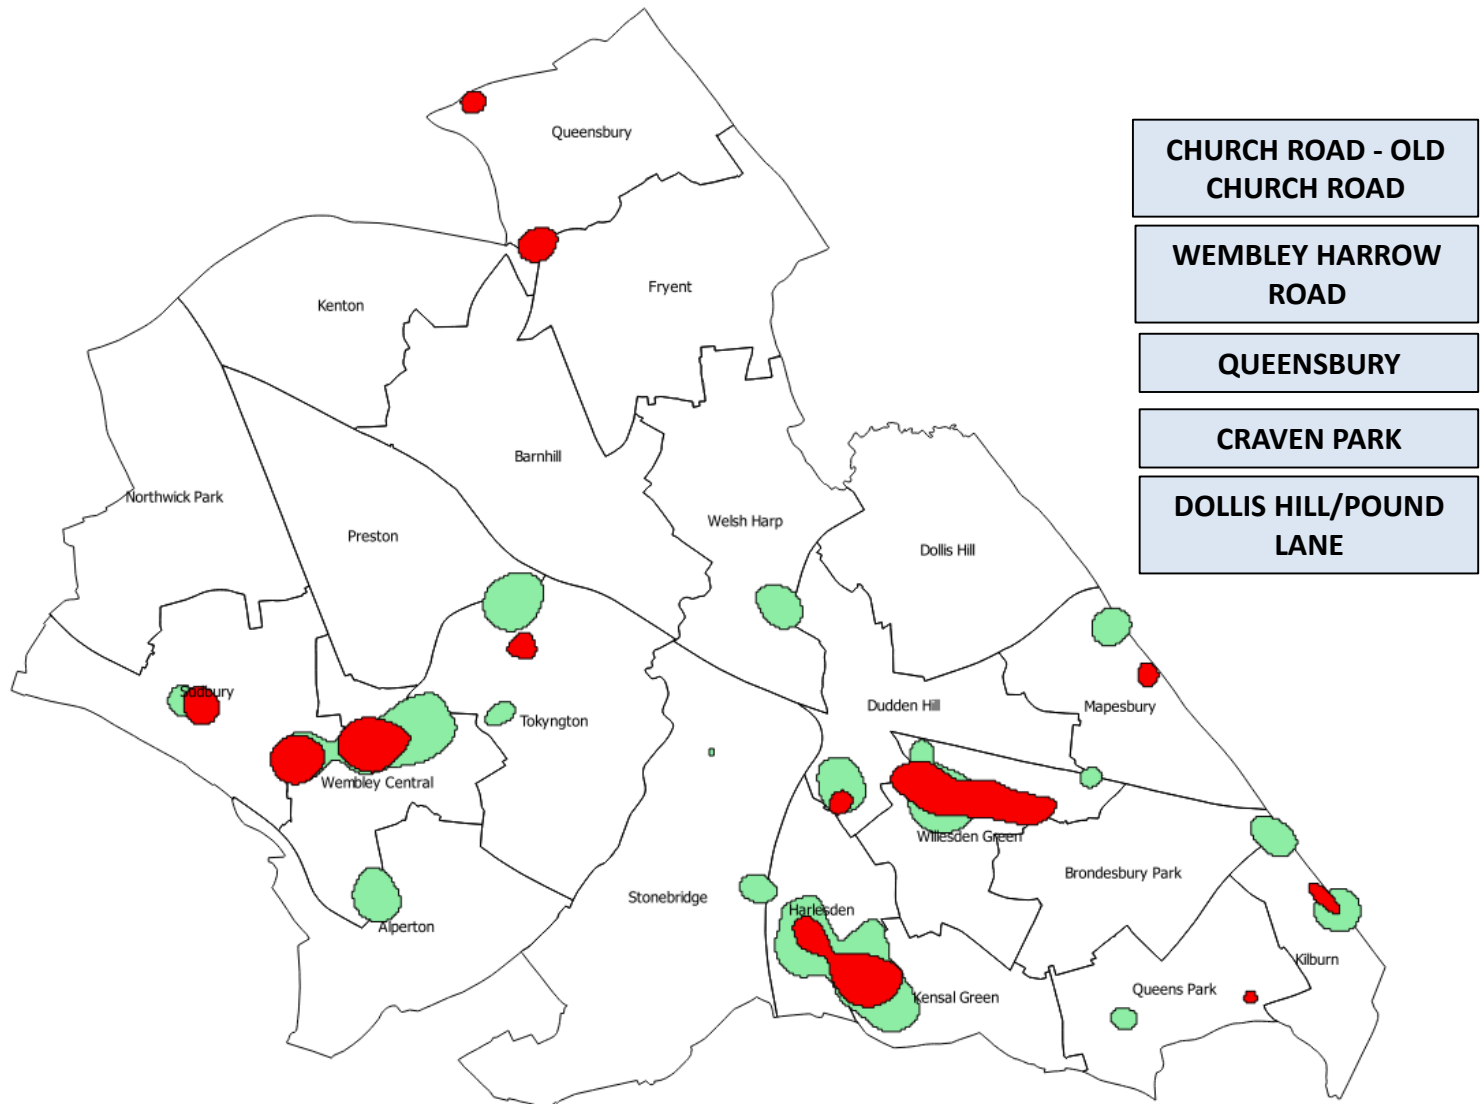 Queensbury
CHURCH ROAD - OLD
CHURCH ROAD
WEMBLEY HARROW
ROAD
Fryent
Kenton
QUEENSBURY
CRAVEN PARK
Barnhill
Northwick Park
DOLLIS HILL/POUND
LANE
Welsh Harp
Preston
Dollis Hill
Sudbury
Dudden Hill
Mapesbury
Tokyngton
Wembley Central
Willesden Green
Brondesbury Park
Stonebridge
Harlesden
Alperton
Kilburn
Queens Park
Kensal Green